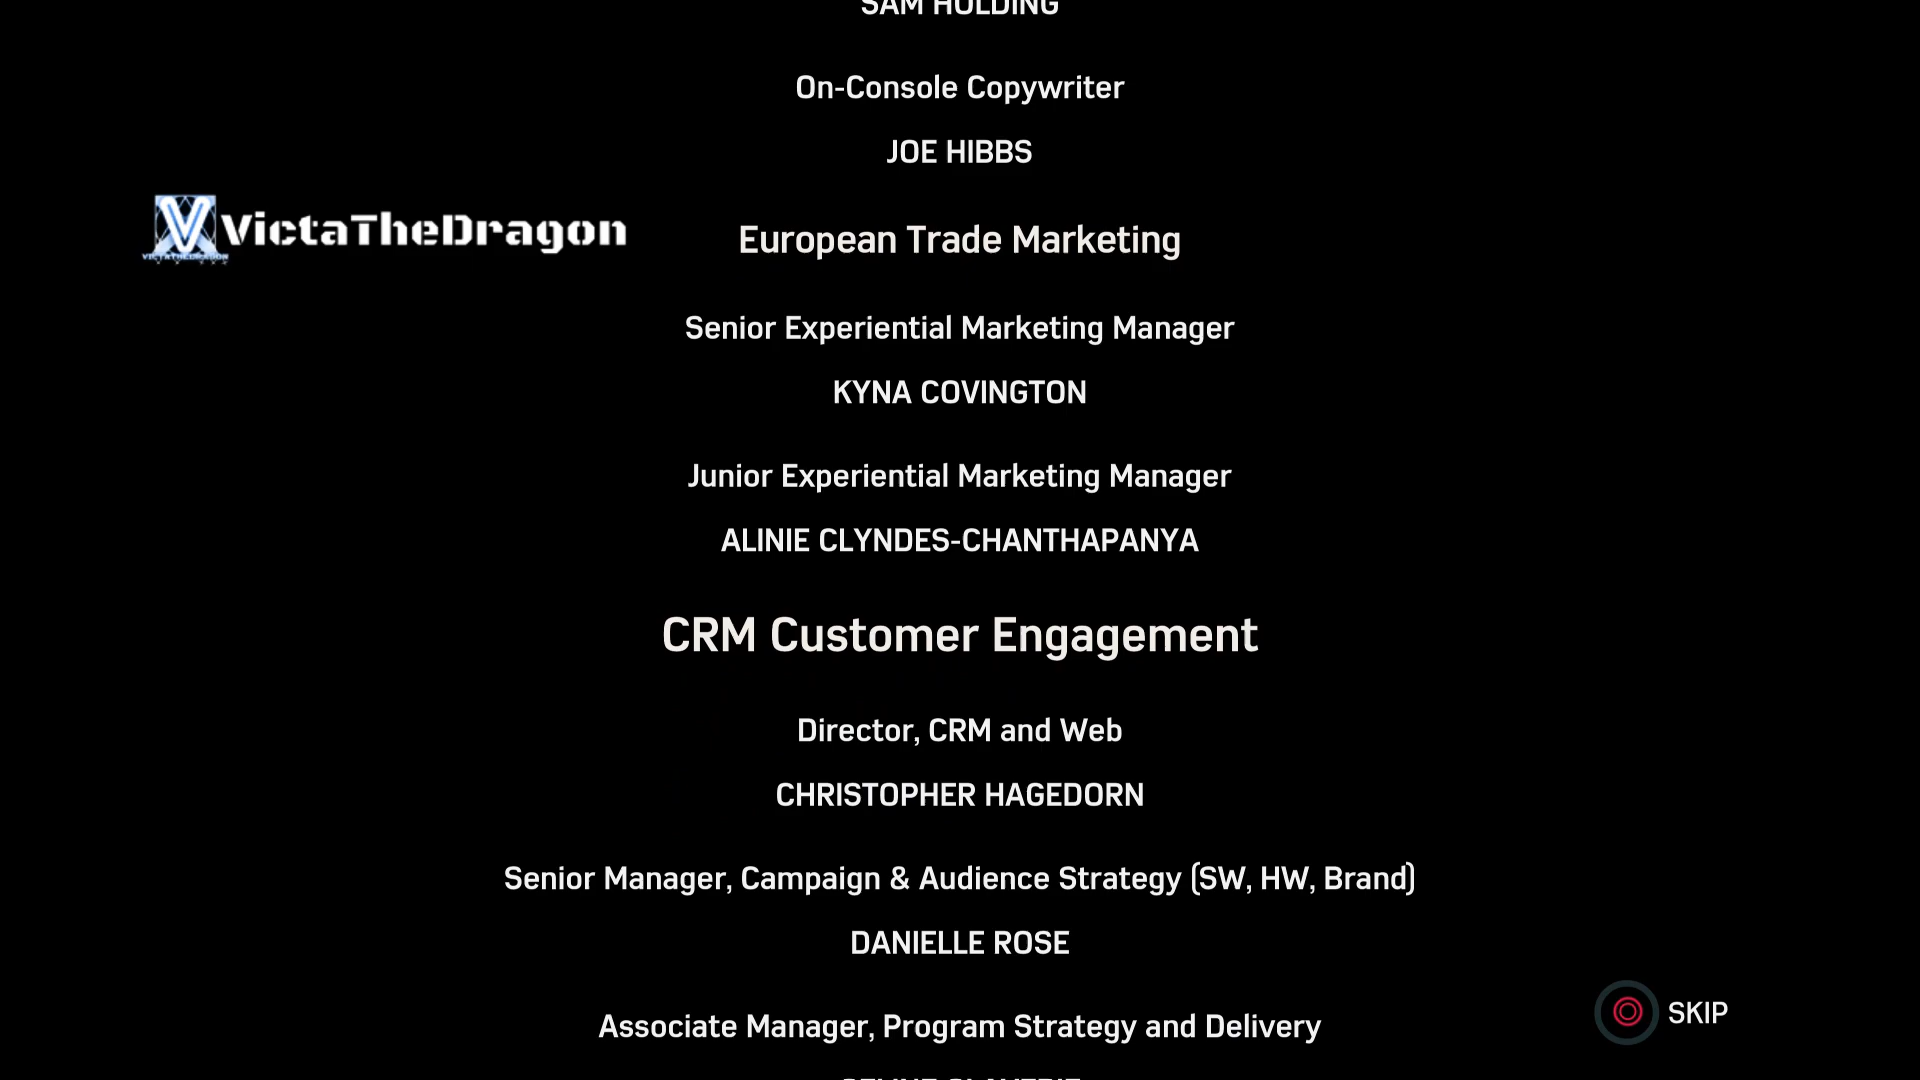 SAM HOLDING
On-Console Copywriter
JOE HIBBS
VictaTheDragon
European Trade Marketing
Senior Experiential Marketing Manager
KYNA COVINGTON
Junior Experiential Marketing Manager
ALINIE CLYNDES-CHANTHAPANYA
CRM Customer Engagement
Director, CRM and Web
CHRISTOPHER HAGEDORN
Senior Manager, Campaign & Audience Strategy (SW, HW, Brand)
DANIELLE ROSE
Associate Manager, Program Strategy and Delivery
SKIP